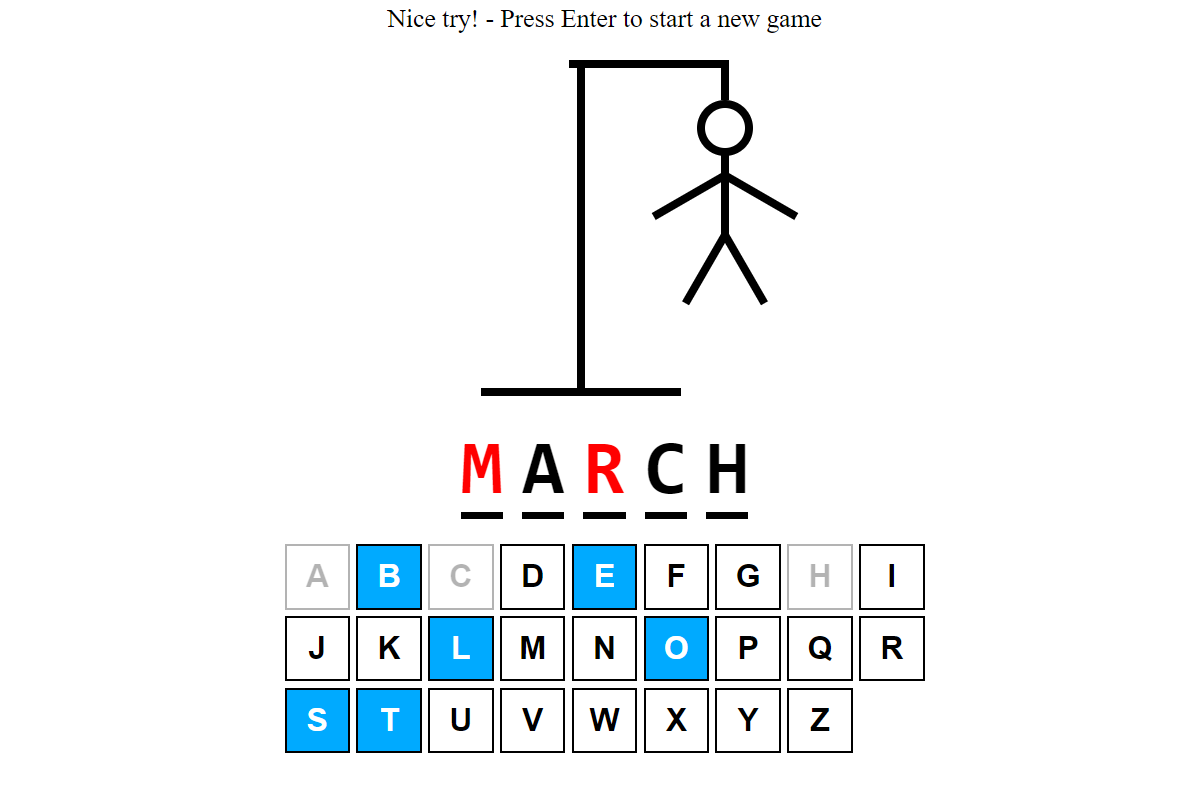 Nice try! - Press Enter to start a new game
MARCH
A B C D E F G H I
J K L M N O P Q R
S T U V W X Y Z